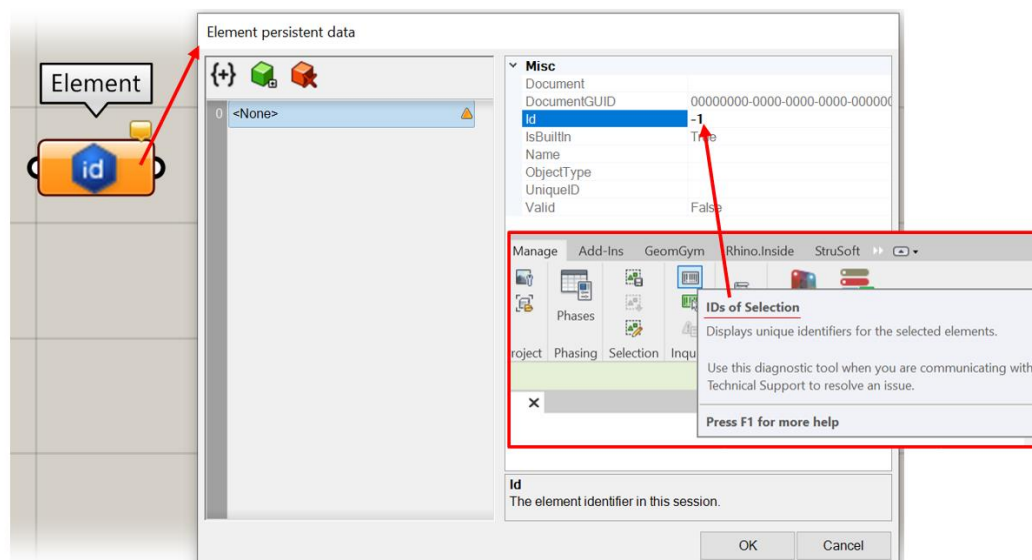 Element persistent data
Element
id
{+}
0 <None>
Misc
Document
DocumentGUID 00000000-0000-0000-0000-000000
Id -1
IsBuiltIn True
Name
ObjectType
UniqueID
Valid False
Manage Add-Ins GeomGym Rhino.Inside StruSoft
Phases
roject Phasing Selection Inqu
IDs of Selection
Displays unique identifiers for the selected elements.
Use this diagnostic tool when you are communicating with
Technical Support to resolve an issue.
Press F1 for more help
Id
The element identifier in this session.
OK Cancel